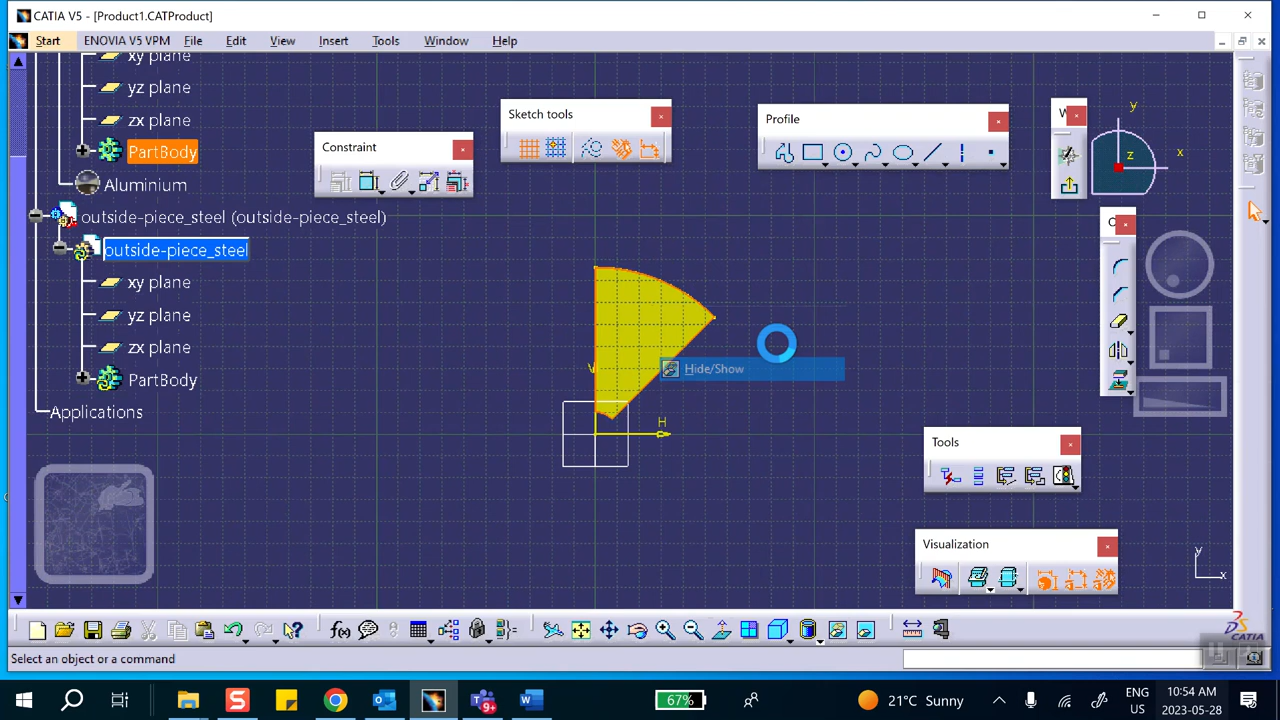 CATIA V5 - [Product1.CATProduct]
Start ENOVIA V5 VPM File Edit View Insert Tools Window Help
xy plane
yz plane
zx plane
PartBody
Aluminium
outside-piece_steel (outside-piece_steel)
outside-piece_steel
xy plane
yz plane
zx plane
PartBody
Applications
Constraint
Sketch tools
Profile
y
x
z
Hide/Show
V
H
Tools
Visualization
y
x
f(x)
CATIA
Select an object or a command
67%
9+
21°C Sunny
ENG
US
10:54 AM
2023-05-28